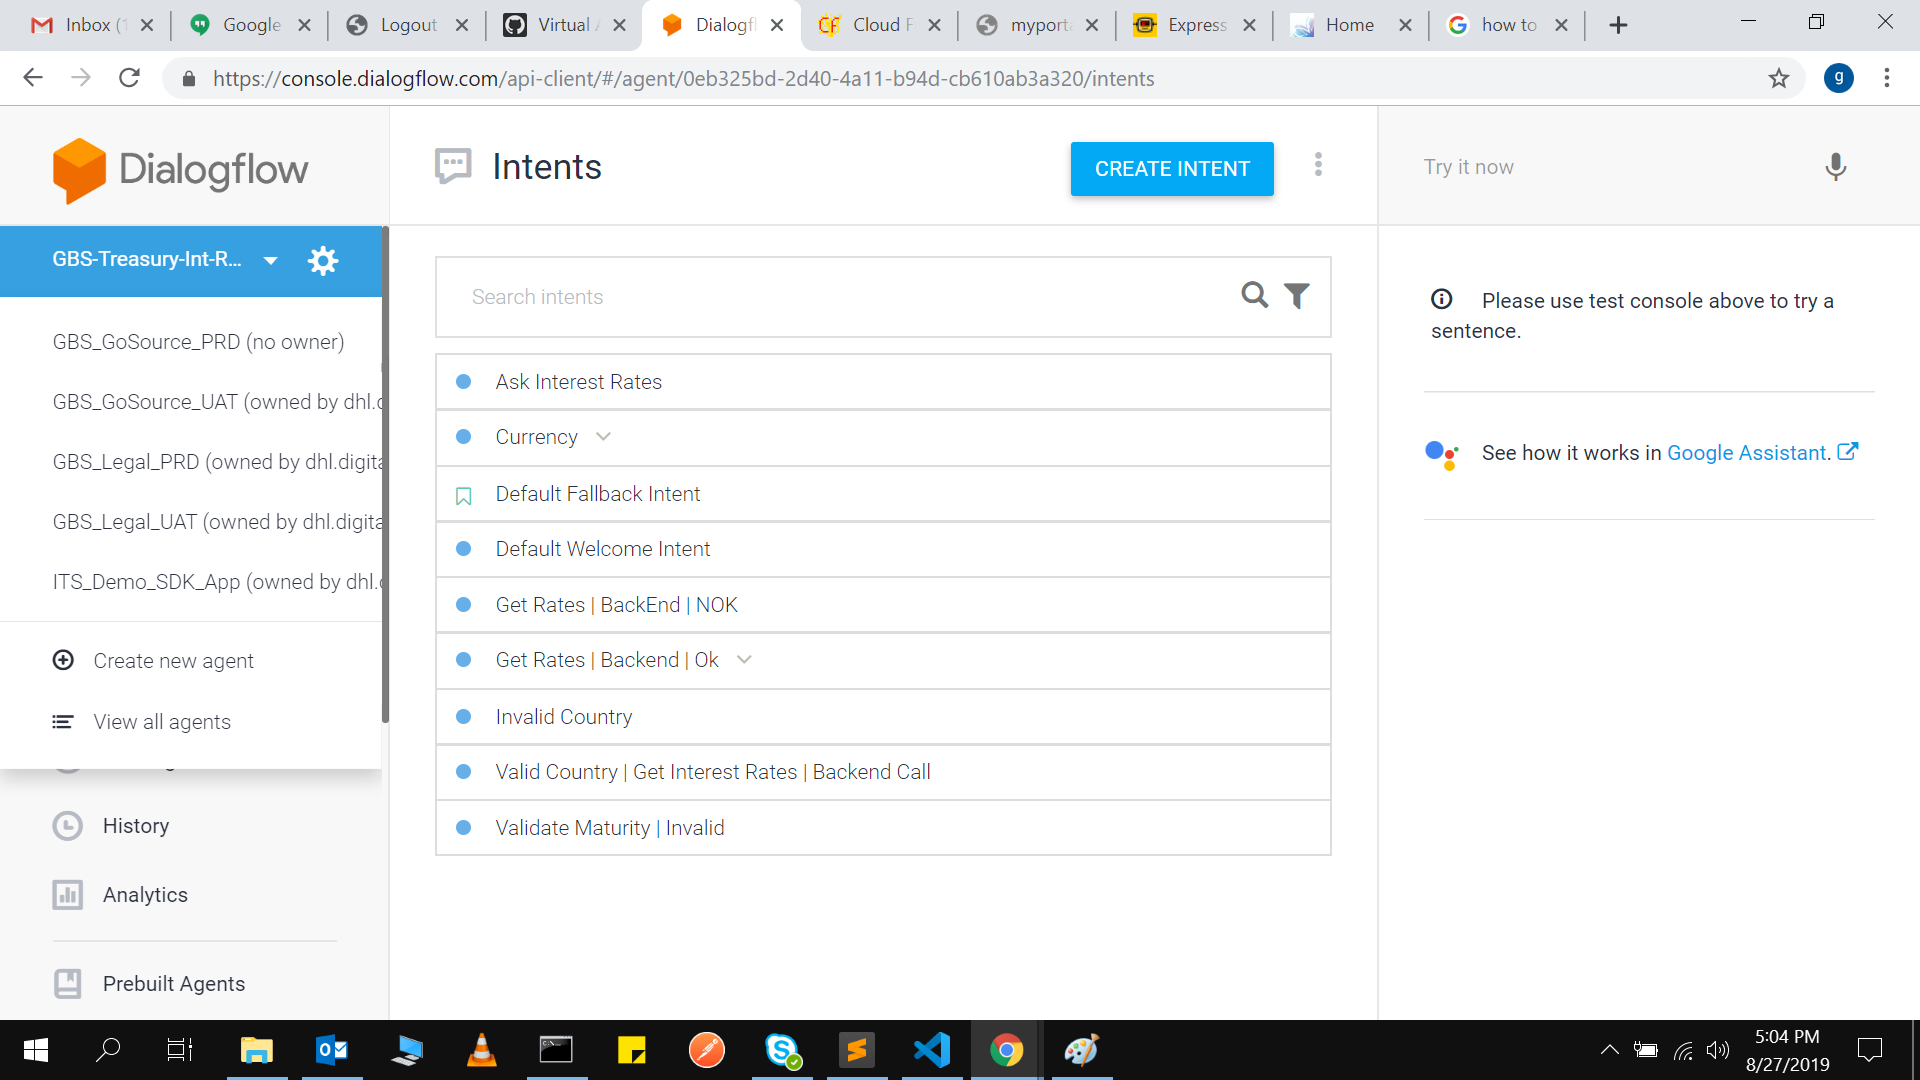 Inbox (1
Google
Logout
Virtual A
Dialogfl
Cloud F
myporta
Express
Home
how to
https://console.dialogflow.com/api-client/#/agent/0eb325bd-2d40-4a11-b94d-cb610ab3a320/intents
g
Dialogflow
Intents
CREATE INTENT
Try it now
GBS-Treasury-Int-R...
GBS_GoSource_PRD (no owner)
GBS_GoSource_UAT (owned by dhl.d
GBS_Legal_PRD (owned by dhl.digita
GBS_Legal_UAT (owned by dhl.digita
ITS_Demo_SDK_App (owned by dhl.d
Create new agent
View all agents
History
Analytics
Prebuilt Agents
Search intents
Ask Interest Rates
Currency
Default Fallback Intent
Default Welcome Intent
Get Rates | BackEnd | NOK
Get Rates | Backend | Ok
Invalid Country
Valid Country | Get Interest Rates | Backend Call
Validate Maturity | Invalid
Please use test console above to try a
sentence.
See how it works in Google Assistant.
5:04 PM
8/27/2019